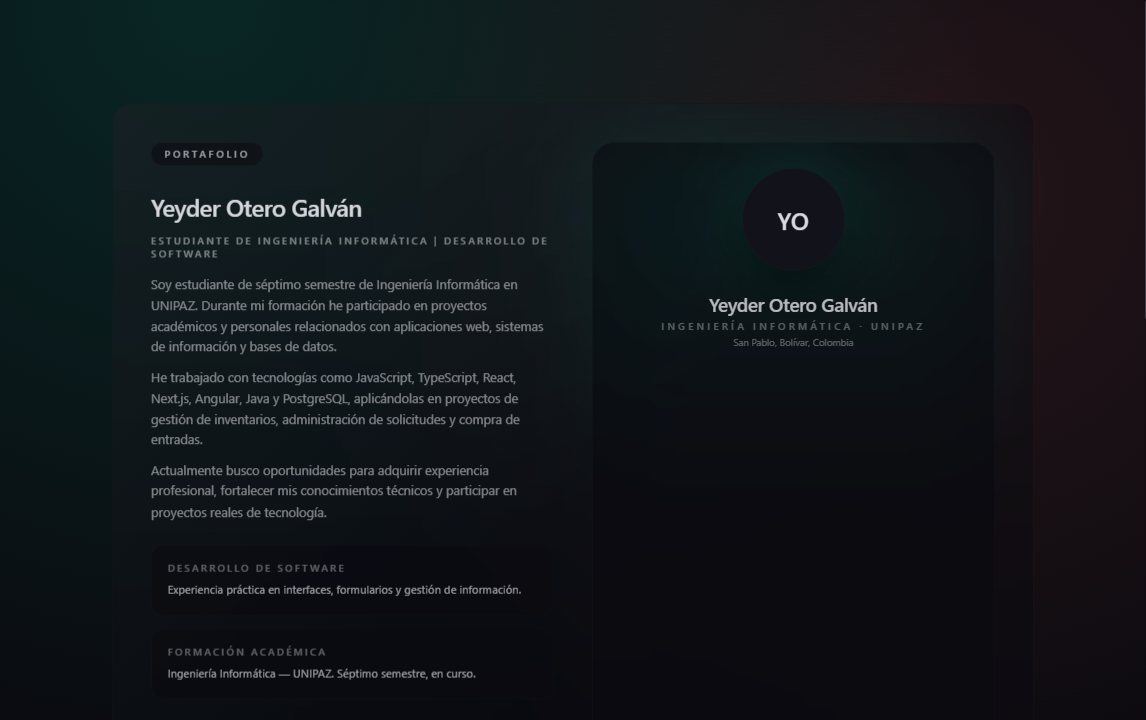 PORTAFOLIO
Yeyder Otero Galván
ESTUDIANTE DE INGENIERÍA INFORMÁTICA | DESARROLLO DE
SOFTWARE
Soy estudiante de séptimo semestre de Ingeniería Informática en
UNIPAZ. Durante mi formación he participado en proyectos
académicos y personales relacionados con aplicaciones web, sistemas
de información y bases de datos.
He trabajado con tecnologías como JavaScript, TypeScript, React,
Next.js, Angular, Java y PostgreSQL, aplicándolas en proyectos de
gestión de inventarios, administración de solicitudes y compra de
entradas.
Actualmente busco oportunidades para adquirir experiencia
profesional, fortalecer mis conocimientos técnicos y participar en
proyectos reales de tecnología.
DESARROLLO DE SOFTWARE
Experiencia práctica en interfaces, formularios y gestión de información.
FORMACIÓN ACADÉMICA
Ingeniería Informática — UNIPAZ. Séptimo semestre, en curso.
YO
Yeyder Otero Galván
INGENIERÍA INFORMÁTICA · UNIPAZ
San Pablo, Bolívar, Colombia